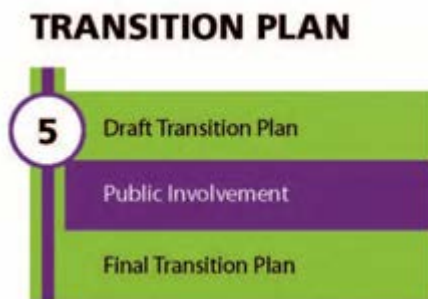 TRANSITION PLAN
5
Draft Transition Plan
Public Involvement
Final Transition Plan